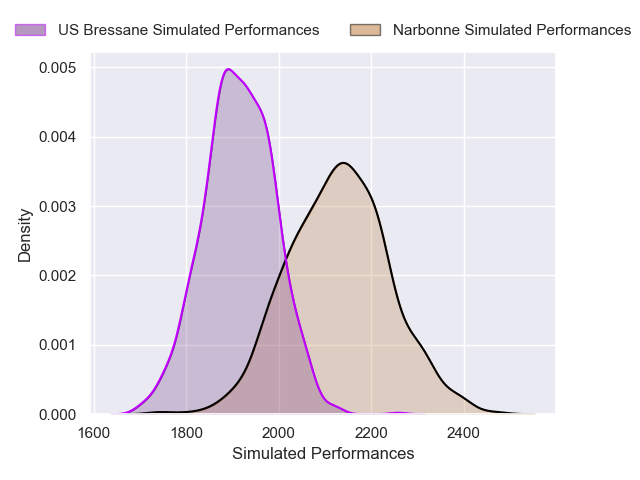 US Bressane Simulated Performances Narbonne Simulated Performances
0.005
0.004
0.003
0.002
0.001
0.000
Density
1600 1800 2000 2200 2400
Simulated Performances